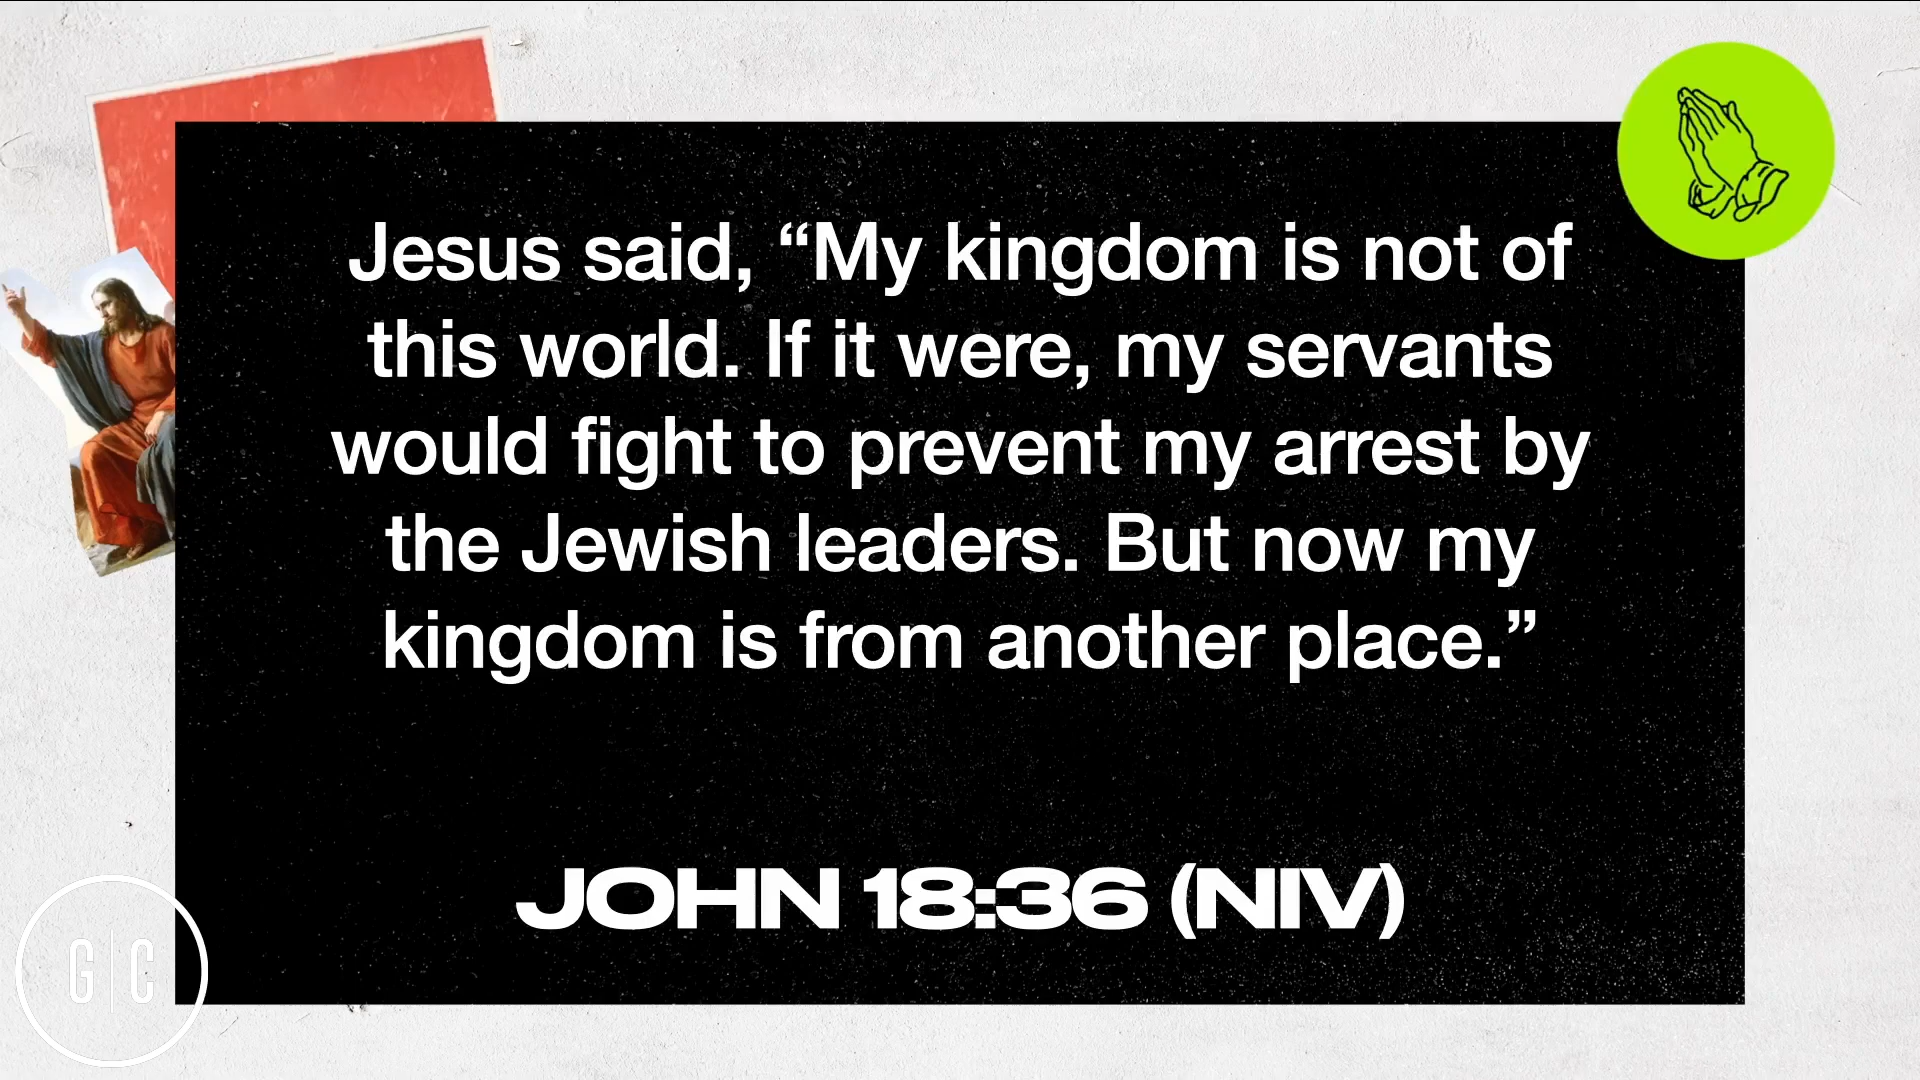 Jesus said, “My kingdom is not of
this world. If it were, my servants
would fight to prevent my arrest by
the Jewish leaders. But now my
kingdom is from another place.”
JOHN 18:36 (NIV)
G|C